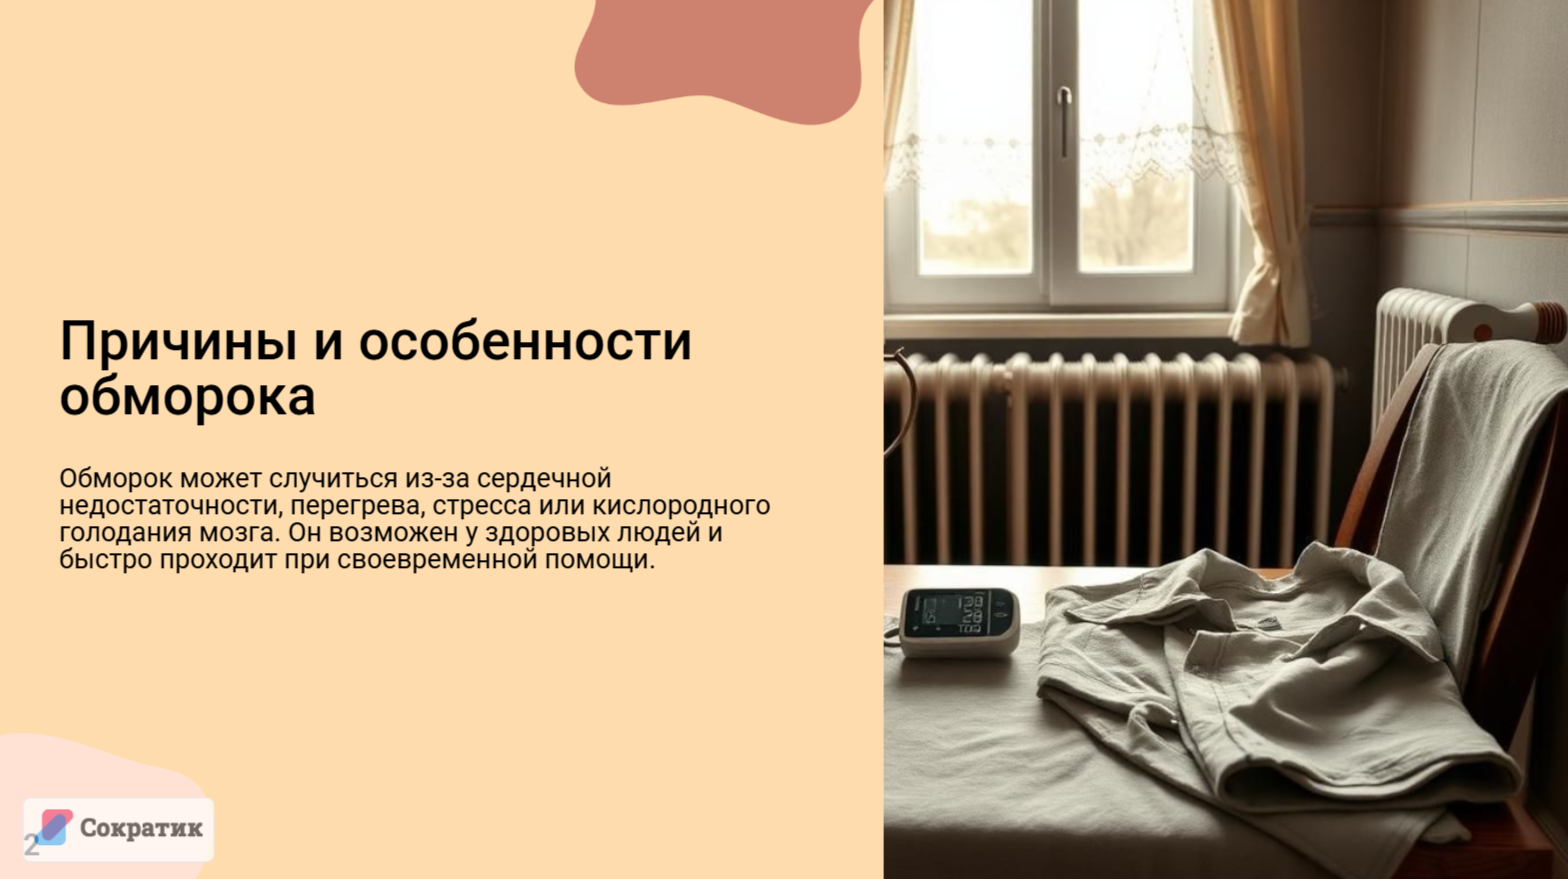 Причины и особенности
обморока
Обморок может случиться из-за сердечной
недостаточности, перегрева, стресса или кислородного
голодания мозга. Он возможен у здоровых людей и
быстро проходит при своевременной помощи.
2
Сократик